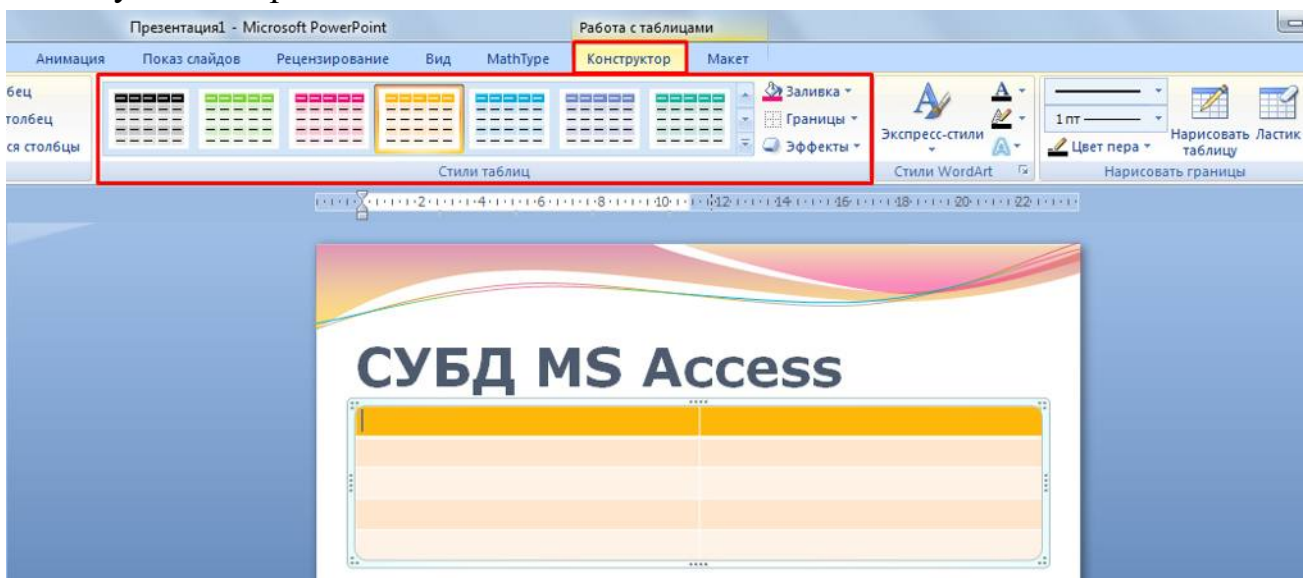 Презентация1 - Microsoft PowerPoint
Работа с таблицами
Анимация Показ слайдов Рецензирование Вид MathType Конструктор Макет
бец
толбец
ся столбцы
Заливка
Границы
Эффекты
Экспресс-стили
1 пт
Цвет пера
Нарисовать таблицу
Ластик
Стили таблиц
Стили WordArt
Нарисовать границы
2 4 6 8 10 12 14 16 18 20 22
СУБД MS Access